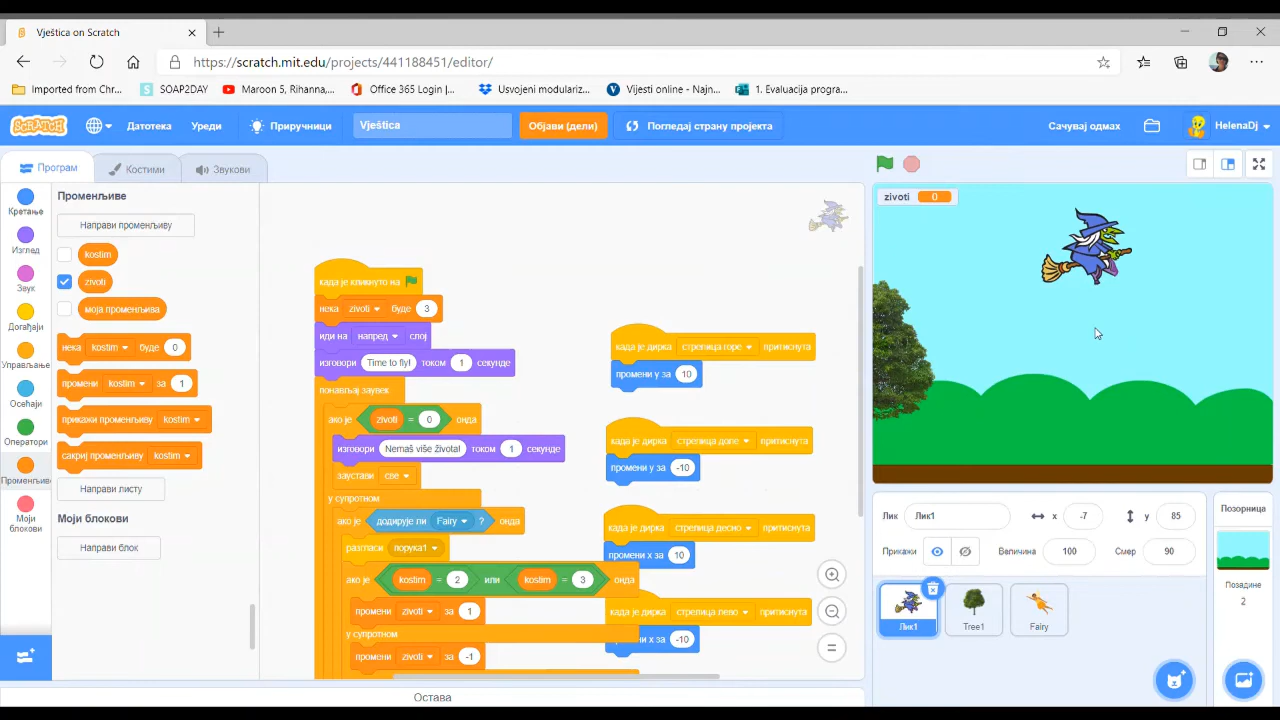 Vještica on Scratch
https://scratch.mit.edu/projects/441188451/editor/
Imported from Chr... SOAP2DAY Maroon 5, Rihanna,... Office 365 Login |... Usvojeni modulariz... Vijesti online - Najn... 1. Evaluacija progra...
SCRATCH Датотека Уреди Приручници Vještica Објави (дели) Погледај страну пројекта Сачувај одмах HelenaDj
Програм Костими Звукови
Кретање
Изглед
Звук
Догађаји
Управљање
Осећаји
Оператори
Променљиве
Моји
блокови
Променљиве
Направи променљиву
kostim
zivoti
моја променљива
нека kostim буде 0
промени kostim за 1
прикажи променљиву kostim
сакриј променљиву kostim
Направи листу
Моји блокови
Направи блок
када је кликнуто на
нека zivoti буде 3
иди на напред слој
изговори Time to fly! током 1 секунде
понављај заувек
ако је zivoti = 0 онда
изговори Nemaš više života! током 1 секунде
заустави све
у супротном
ако је додирује ли Fairy ? онда
разгласи порука1
ако је kostim = 2 или kostim = 3 онда
промени zivoti за 1
у супротном
промени zivoti за -1
када је дирка стрелица горе притиснута
промени y за 10
када је дирка стрелица доле притиснута
промени y за -10
када је дирка стрелица десно притиснута
промени x за 10
када је дирка стрелица лево притиснута
ни x за -10
zivoti 0
Лик Лик1 x -7 y 85
Прикажи Величина 100 Смер 90
Лик1
Tree1
Fairy
Позорница
Позадине
2
Остава